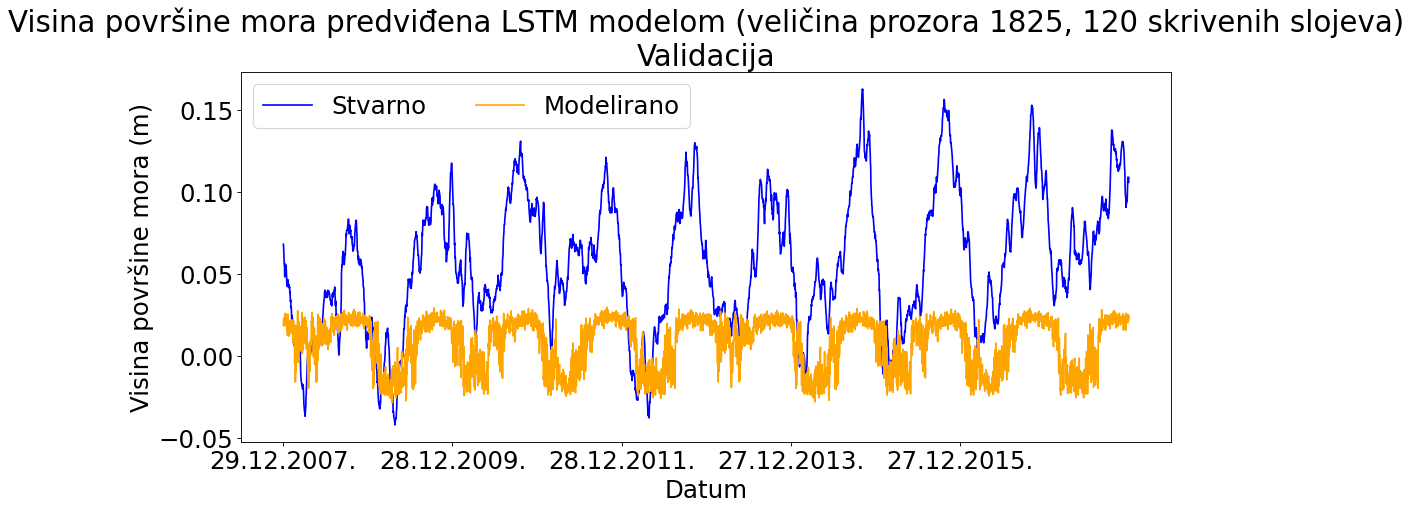 Visina površine mora predviđena LSTM modelom (veličina prozora 1825, 120 skrivenih slojeva)
Validacija
Stvarno Modelirano
Visina površine mora (m)
0.15
0.10
0.05
0.00
−0.05
29.12.2007. 28.12.2009. 28.12.2011. 27.12.2013. 27.12.2015.
Datum